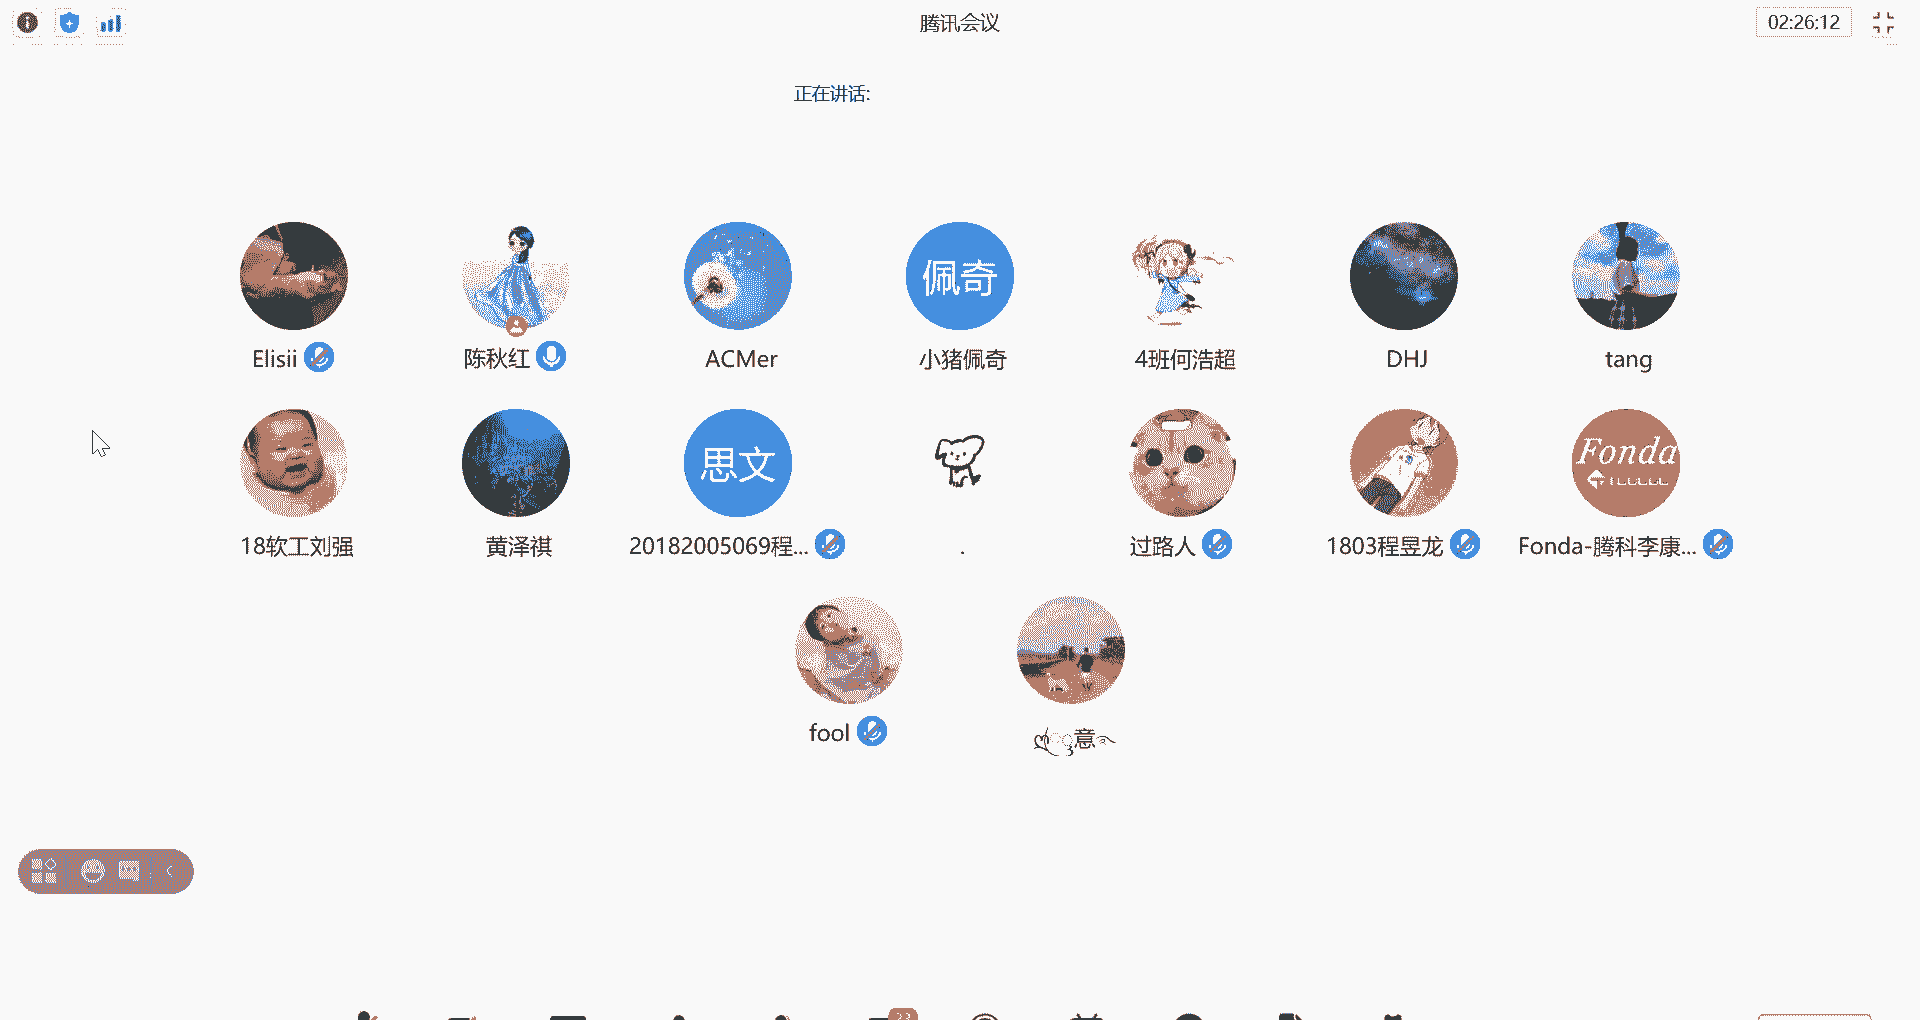 腾讯会议
02:26:12
正在讲话:
佩奇
Elisii
陈秋红
ACMer
小猪佩奇
4班何浩超
DHJ
tang
思文
Fonda
18软工刘强
黄泽祺
20182005069程...
.
过路人
1803程昱龙
Fonda-腾科李康...
fool
意